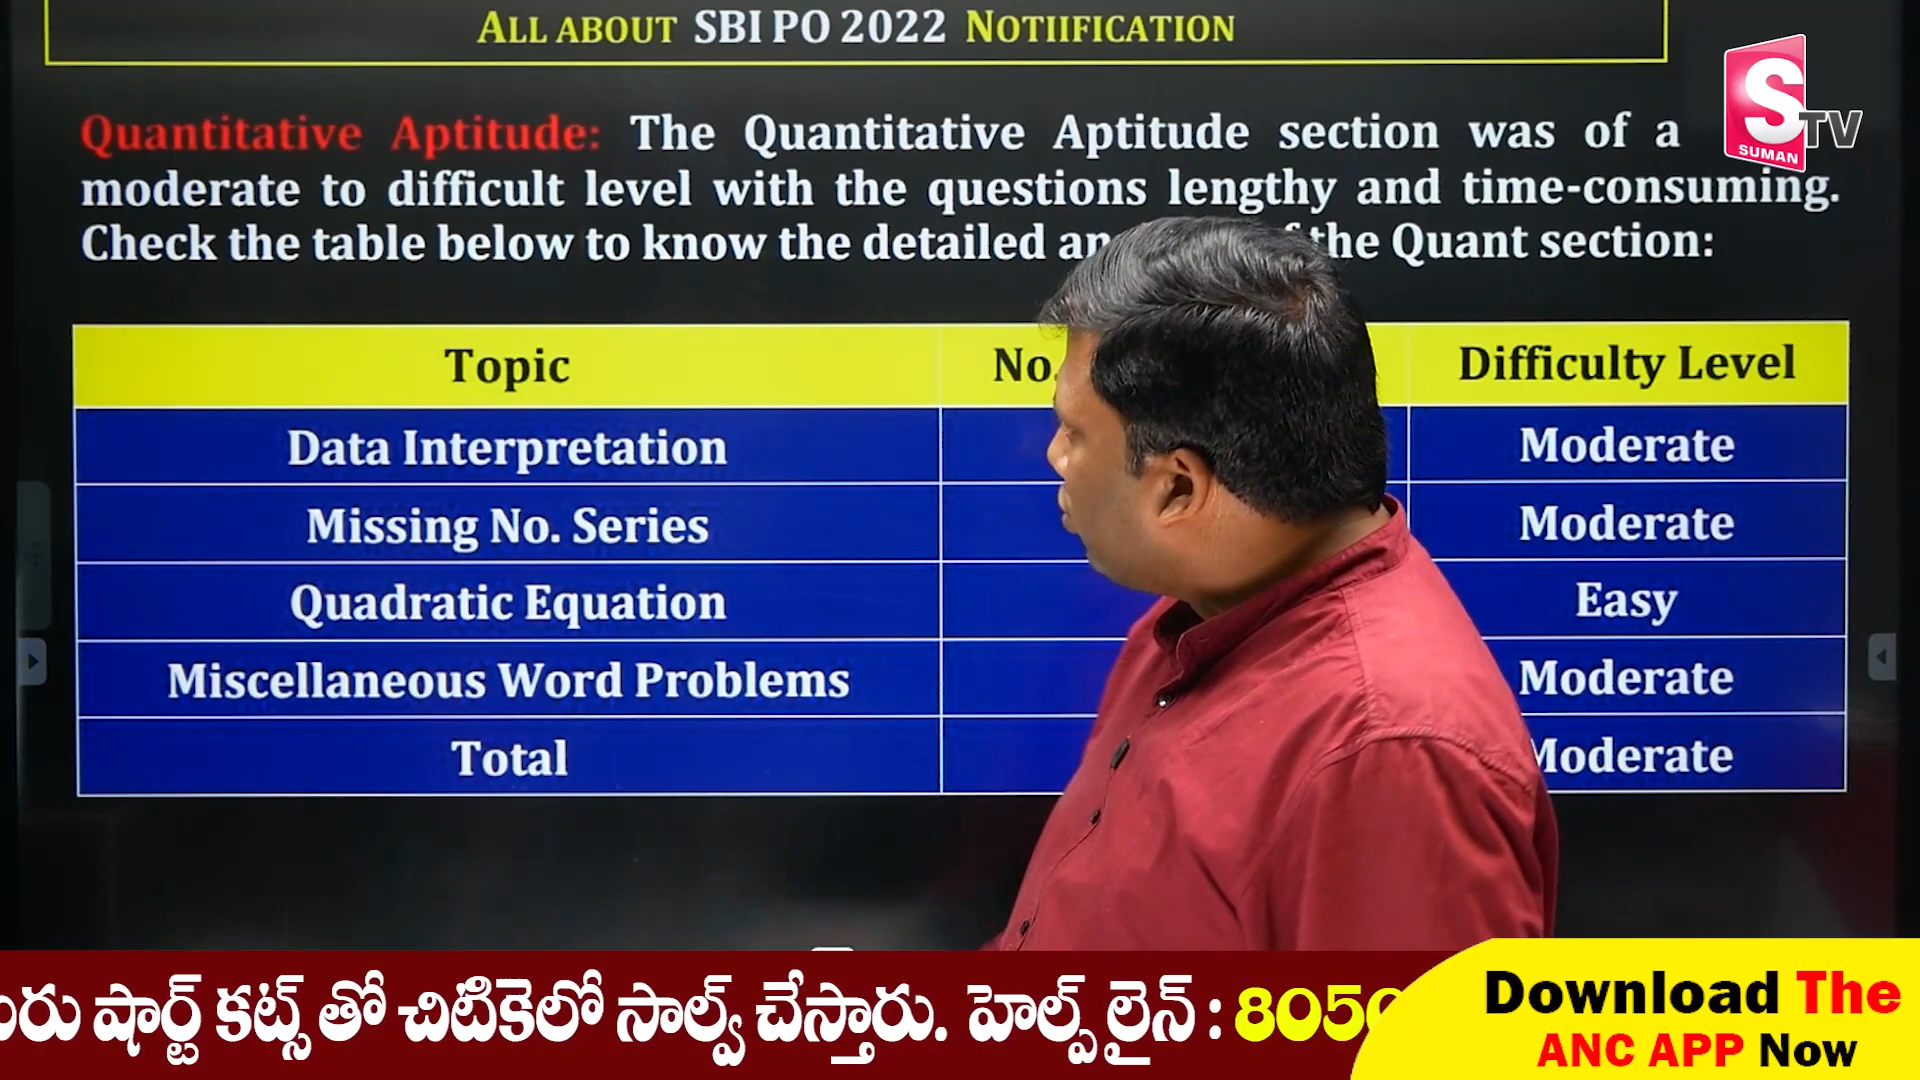 ALL ABOUT SBI PO 2022 NOTIIFICATION
S TV
SUMAN
Quantitative Aptitude: The Quantitative Aptitude section was of a
moderate to difficult level with the questions lengthy and time-consuming.
Check the table below to know the detailed the Quant section:
Topic No. Difficulty Level
Data Interpretation Moderate
Missing No. Series Moderate
Quadratic Equation Easy
Miscellaneous Word Problems Moderate
Total Moderate
షార్ట్ కట్స్ తో చిటికెలో సాల్వ్ చేస్తారు. హెల్ప్ లైన్ : 8050
Download The
ANC APP Now